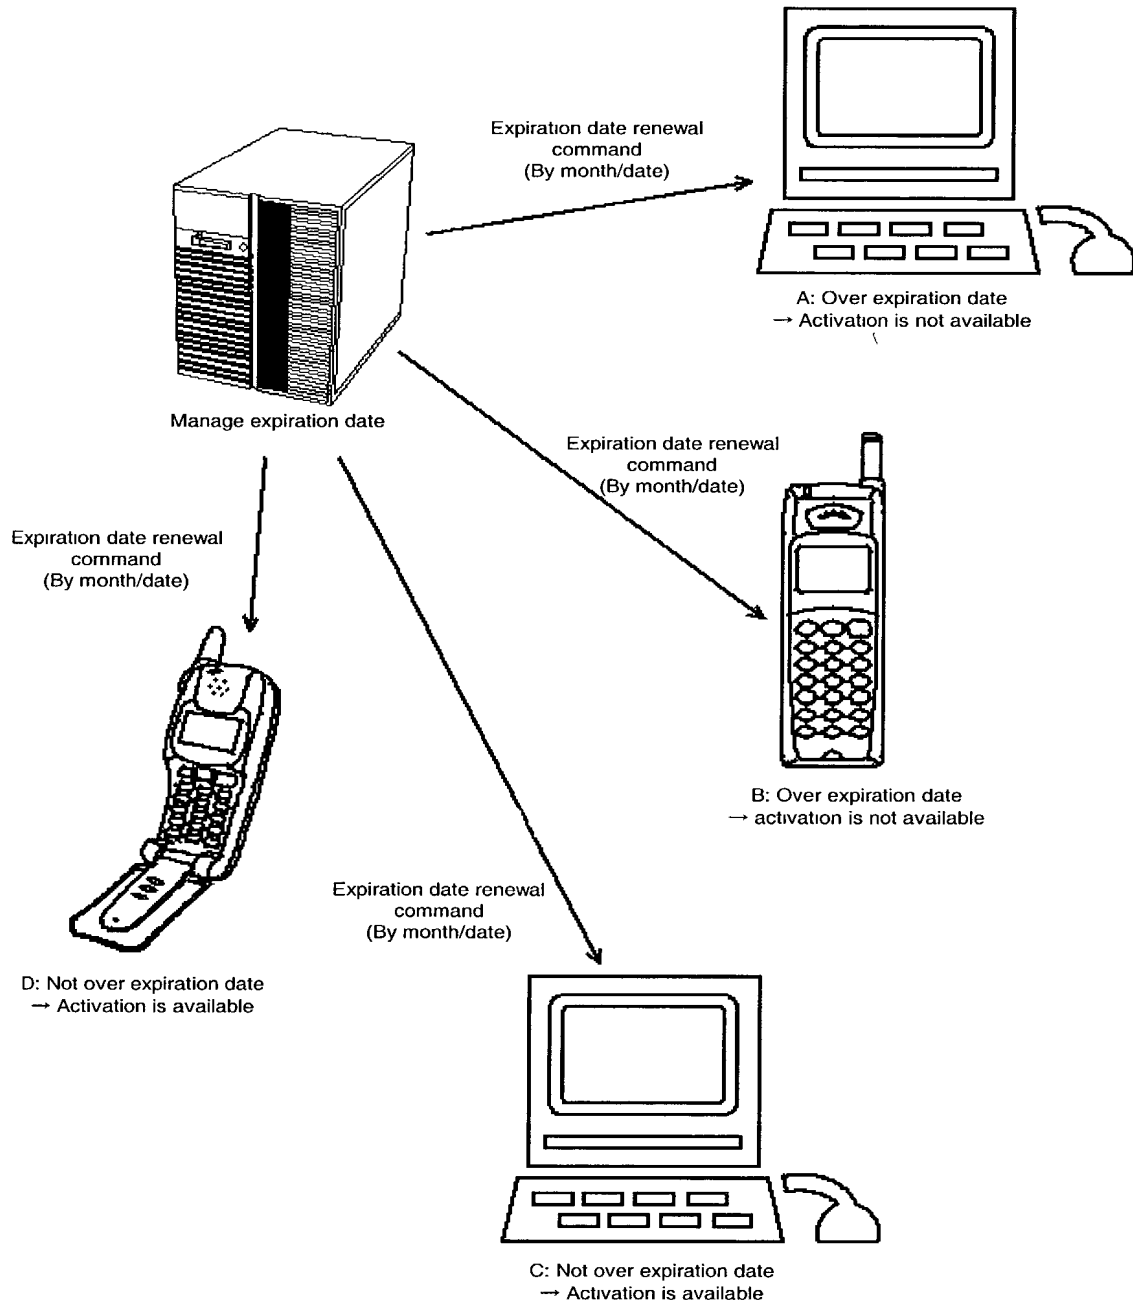 Expiration date renewal
command
(By month/date)
A: Over expiration date
→ Activation is not available
Manage expiration date
Expiration date renewal
command
(By month/date)
Expiration date renewal
command
(By month/date)
B: Over expiration date
→ activation is not available
Expiration date renewal
command
(By month/date)
D: Not over expiration date
→ Activation is available
C: Not over expiration date
→ Activation is available